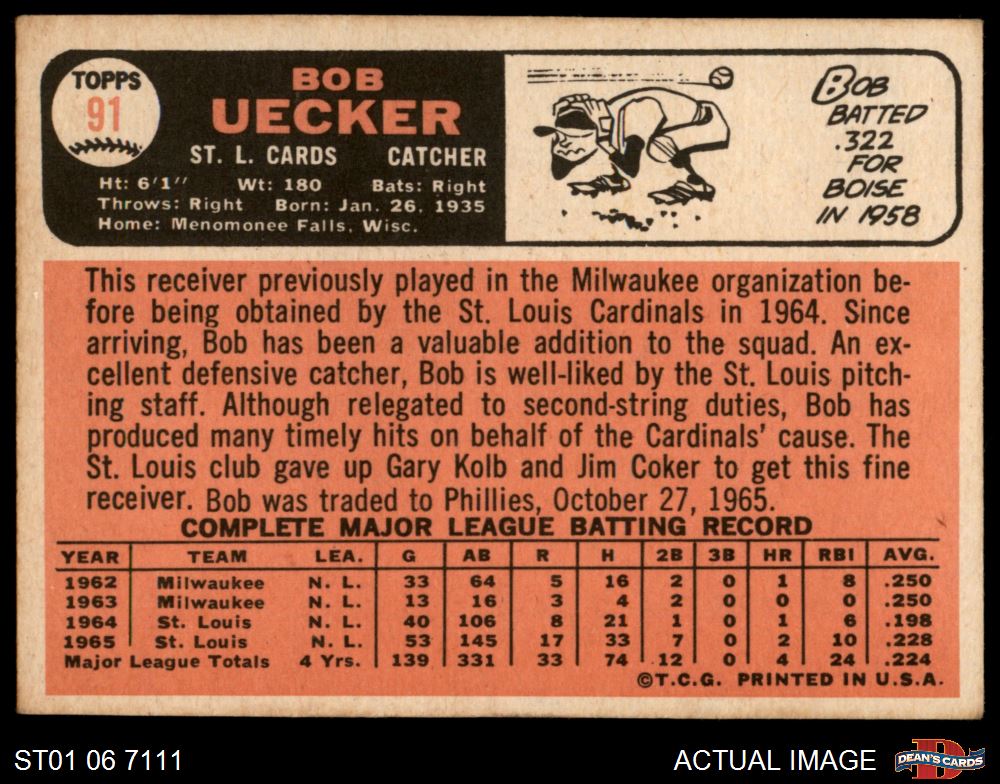 TOPPS
91
BOB
UECKER
ST. L. CARDS CATCHER
Ht: 6'1" Wt: 180 Bats: Right
Throws: Right Born: Jan. 26, 1935
Home: Menomonee Falls, Wisc.
BOB
BATTED
.322
FOR
BOISE
IN 1958
This receiver previously played in the Milwaukee organization be-
fore being obtained by the St. Louis Cardinals in 1964. Since
arriving, Bob has been a valuable addition to the squad. An ex-
cellent defensive catcher, Bob is well-liked by the St. Louis pitch-
ing staff. Although relegated to second-string duties, Bob has
produced many timely hits on behalf of the Cardinals' cause. The
St. Louis club gave up Gary Kolb and Jim Coker to get this fine
receiver. Bob was traded to Phillies, October 27, 1965.
COMPLETE MAJOR LEAGUE BATTING RECORD
YEAR TEAM LEA. G AB R H 2B 3B HR RBI AVG.
1962 Milwaukee N. L. 33 64 5 16 2 0 1 8 .250
1963 Milwaukee N. L. 13 16 3 4 2 0 0 0 .250
1964 St. Louis N. L. 40 106 8 21 1 0 1 6 .198
1965 St. Louis N. L. 53 145 17 33 7 0 2 10 .228
Major League Totals 4 Yrs. 139 331 33 74 12 0 4 24 .224
©T.C.G. PRINTED IN U.S.A.
ST01 06 7111 ACTUAL IMAGE
D
DEAN'S CARDS